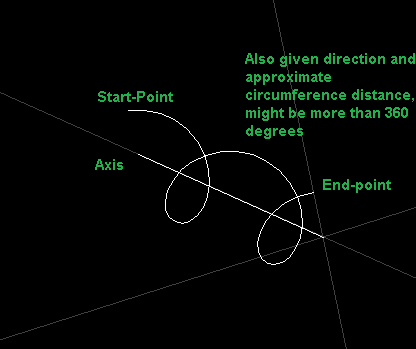 Also given direction and
approximate
circumference distance,
might be more than 360
degrees
Start-Point
Axis
End-point